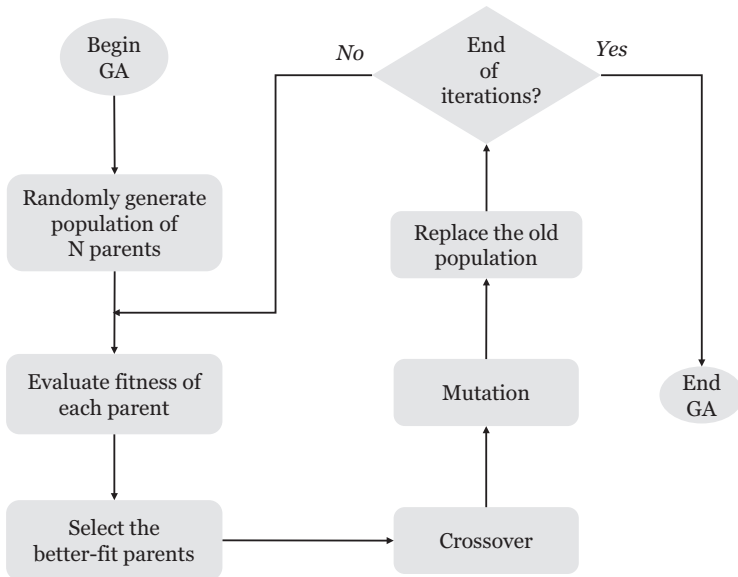 Begin
GA
Randomly generate
population of
N parents
Evaluate fitness of
each parent
Select the
better-fit parents
Crossover
Mutation
Replace the old
population
End
of
iterations?
No
Yes
End
GA